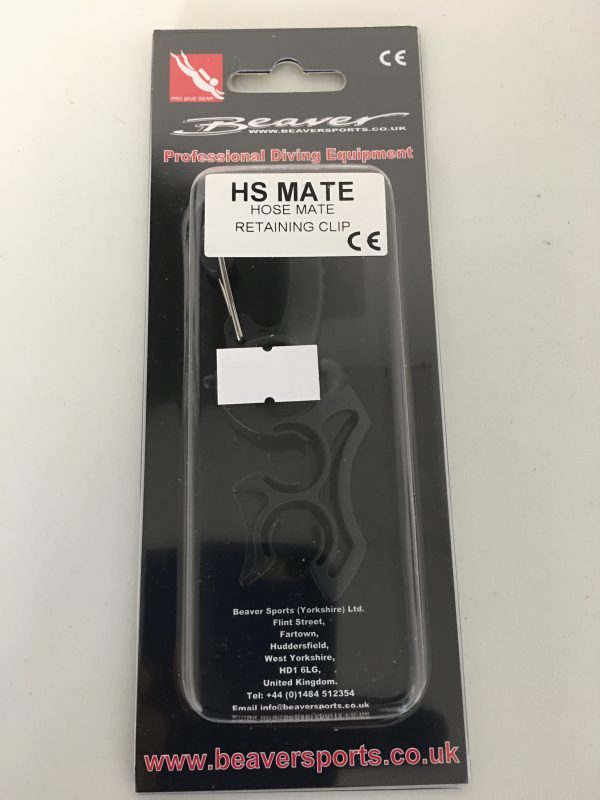 PRO DIVE GEAR
CE
Beaver
WWW.BEAVERSPORTS.CO.UK
Professional Diving Equipment
HS MATE
HOSE MATE
RETAINING CLIP
CE
Beaver Sports (Yorkshire) Ltd.
Flint Street,
Fartown,
Huddersfield,
West Yorkshire,
HD1 6LG,
United Kingdom.
Tel: +44 (0)1484 512354
Email info@beaversports.co.uk
www.beaversports.co.uk